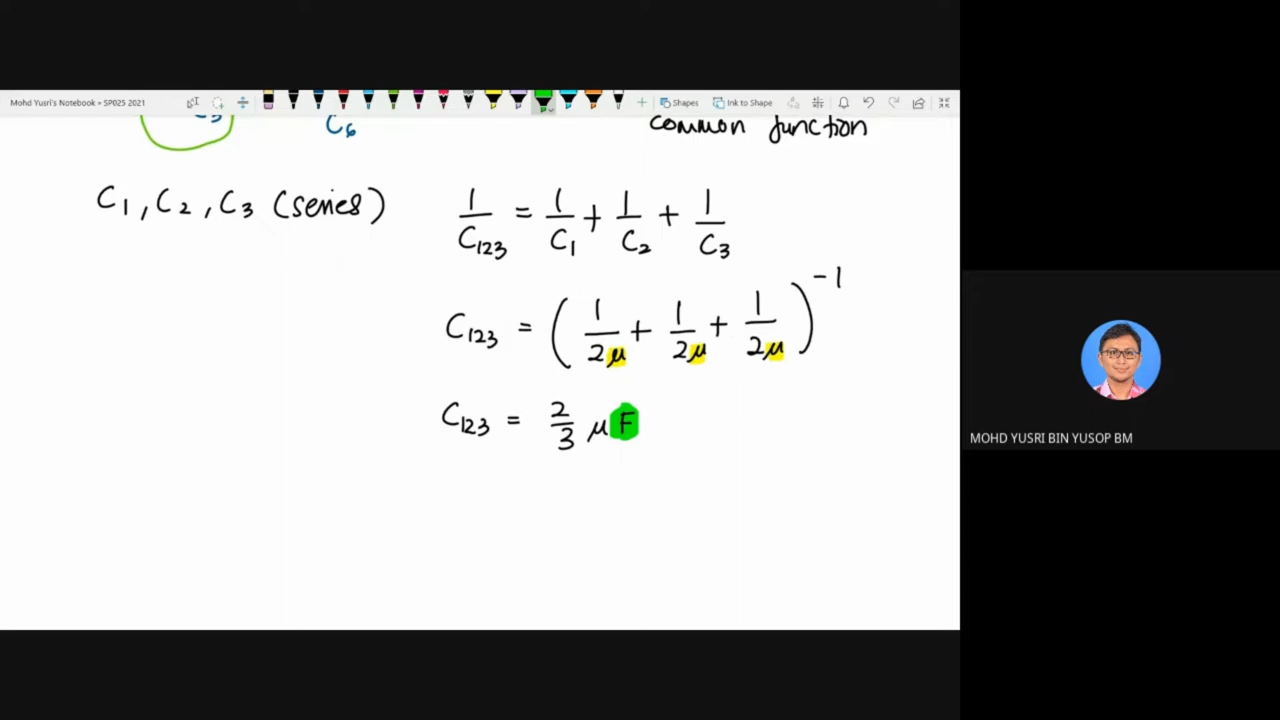 Mohd Yusri's Notebook » SP025 2021
Shapes
Ink to Shape
C₆
common junction
C₁, C₂, C₃ (series)
1/C₁₂₃ = 1/C₁ + 1/C₂ + 1/C₃
C₁₂₃ = (1/2μ + 1/2μ + 1/2μ)⁻¹
C₁₂₃ = 2/3 μF
MOHD YUSRI BIN YUSOP BM